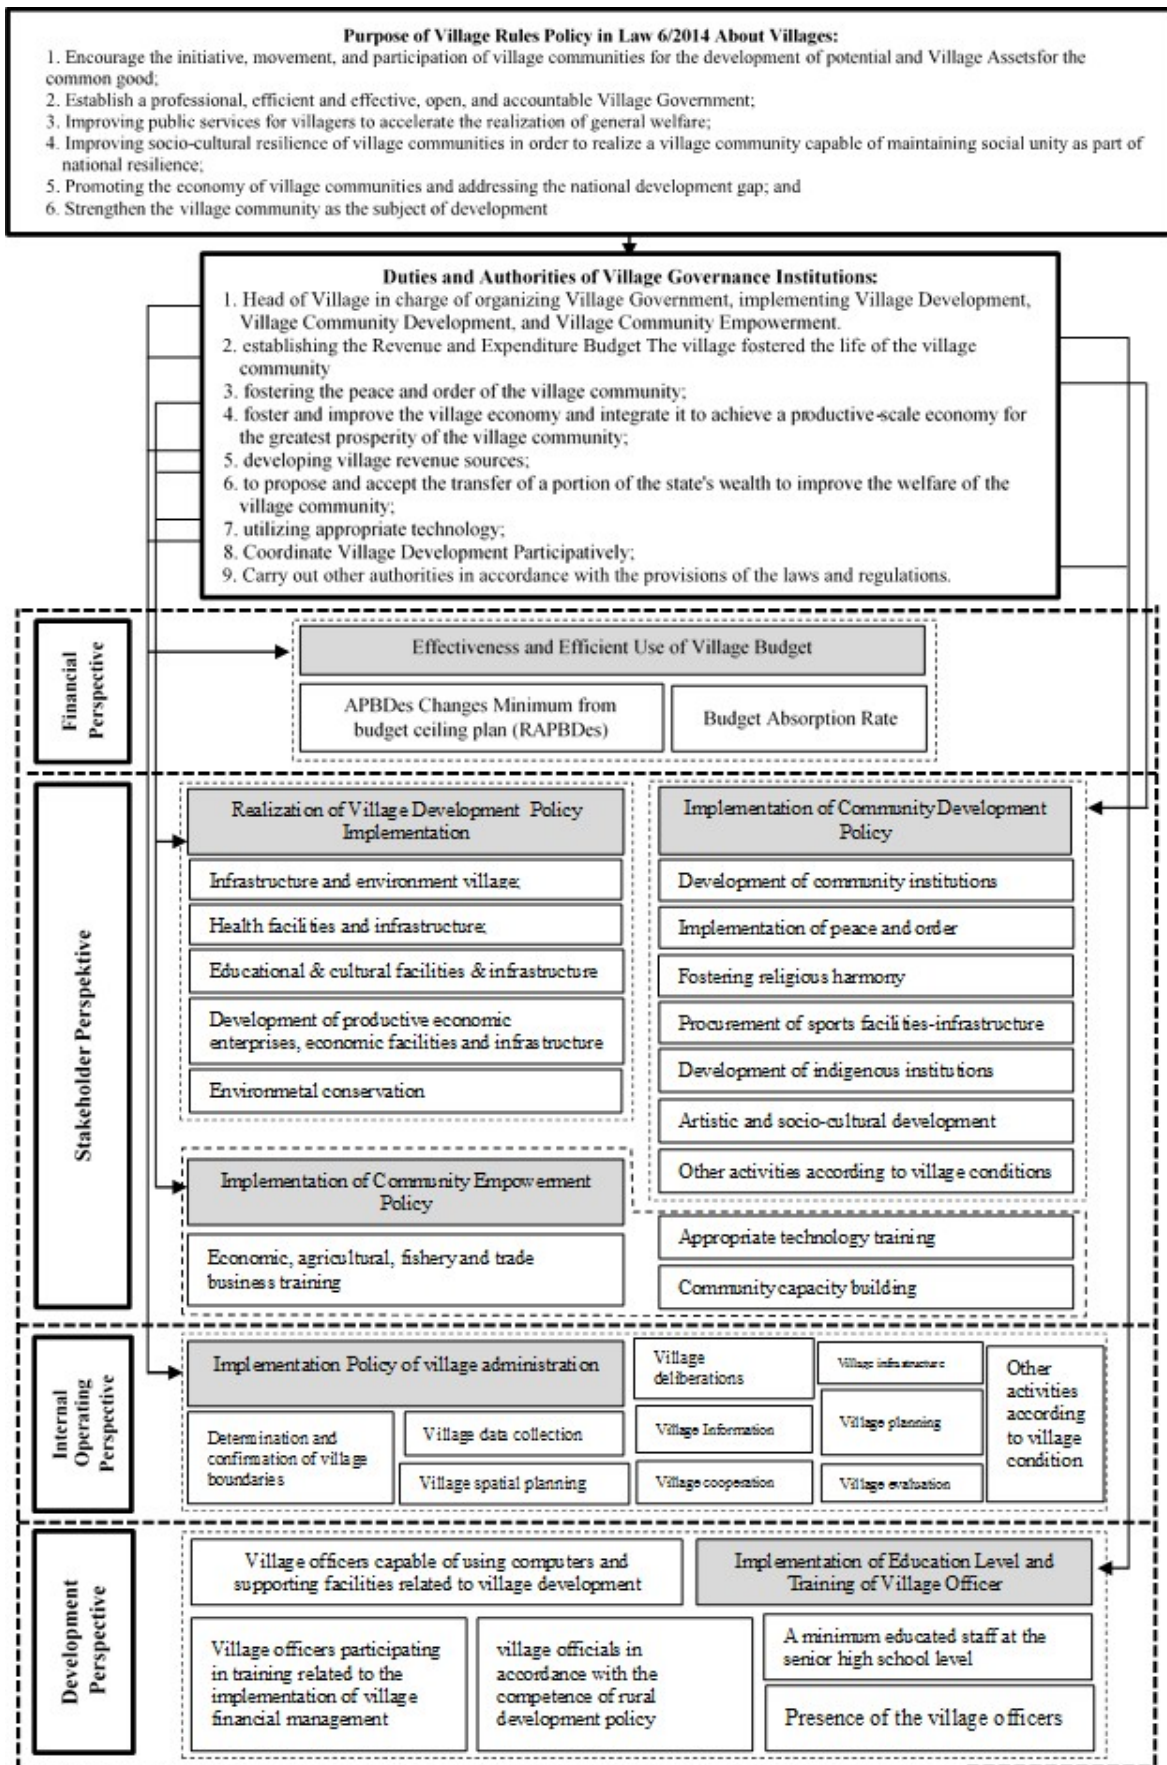 Purpose of Village Rules Policy in Law 6/2014 About Villages:
1. Encourage the initiative, movement, and participation of village communities for the development of potential and Village Assetsfor the
common good;
2. Establish a professional, efficient and effective, open, and accountable Village Government;
3. Improving public services for villagers to accelerate the realization of general welfare;
4. Improving socio-cultural resilience of village communities in order to realize a village community capable of maintaining social unity as part of
national resilience;
5. Promoting the economy of village communities and addressing the national development gap; and
6. Strengthen the village community as the subject of development
Duties and Authorities of Village Governance Institutions:
1. Head of Village in charge of organizing Village Government, implementing Village Development,
Village Community Development, and Village Community Empowerment.
2. establishing the Revenue and Expenditure Budget The village fostered the life of the village
community
3. fostering the peace and order of the village community;
4. foster and improve the village economy and integrate it to achieve a productive-scale economy for
the greatest prosperity of the village community;
5. developing village revenue sources;
6. to propose and accept the transfer of a portion of the state's wealth to improve the welfare of the
village community;
7. utilizing appropriate technology;
8. Coordinate Village Development Participatively;
9. Carry out other authorities in accordance with the provisions of the laws and regulations.
Financial
Perspective
Effectiveness and Efficient Use of Village Budget
APBDes Changes Minimum from
budget ceiling plan (RAPBDes)
Budget Absorption Rate
Stakeholder Perspektive
Realization of Village Development Policy
Implementation
Infrastructure and environment village;
Health facilities and infrastructure;
Educational & cultural facilities & infrastructure
Development of productive economic
enterprises, economic facilities and infrastructure
Environmetal conservation
Implementation of Community Development
Policy
Development of community institutions
Implementation of peace and order
Fostering religious harmony
Procurement of sports facilities-infrastructure
Development of indigenous institutions
Artistic and socio-cultural development
Other activities according to village conditions
Implementation of Community Empowerment
Policy
Economic, agricultural, fishery and trade
business training
Appropriate technology training
Community capacity building
Internal
Operating
Perspective
Implementation Policy of village administration
Determination and
confirmation of village
boundaries
Village data collection
Village spatial planning
Village
deliberations
Village Information
Village cooperation
Village infrastructure
Village planning
Village evaluation
Other
activities
according
to village
condition
Development
Perspective
Village officers capable of using computers and
supporting facilities related to village development
Implementation of Education Level and
Training of Village Officer
Village officers participating
in training related to the
implementation of village
financial management
village officials in
accordance with the
competence of rural
development policy
A minimum educated staff at the
senior high school level
Presence of the village officers